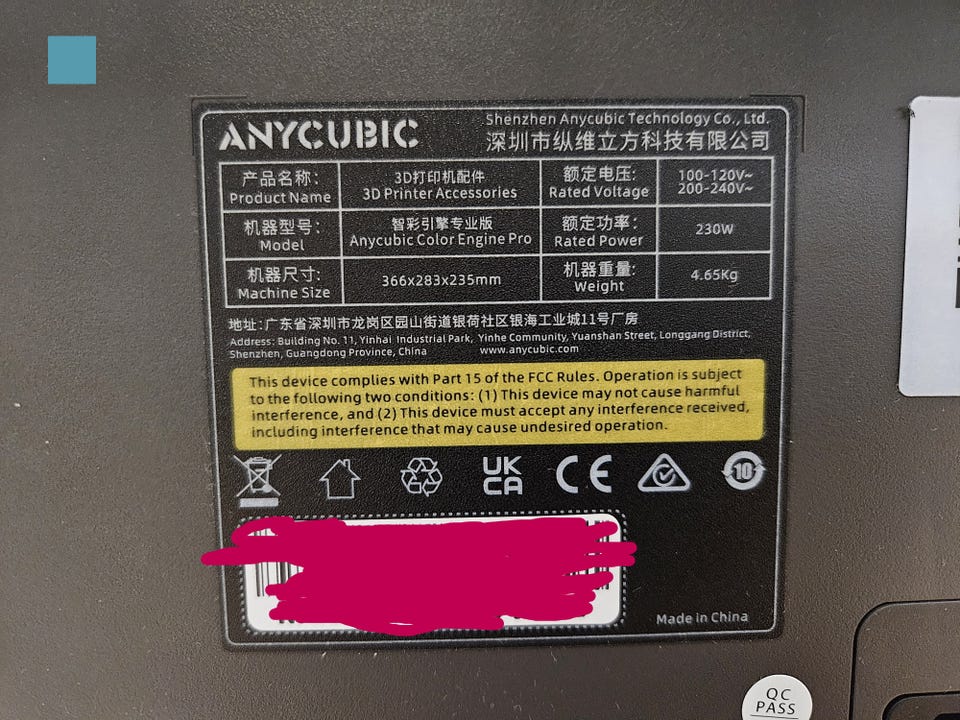 ANYCUBIC
Shenzhen Anycubic Technology Co., Ltd.
深圳市纵维立方科技有限公司
产品名称:
Product Name
3D打印机配件
3D Printer Accessories
额定电压:
Rated Voltage
100-120V~
200-240V~
机器型号:
Model
智彩引擎专业版
Anycubic Color Engine Pro
额定功率:
Rated Power
230W
机器尺寸:
Machine Size
366x283x235mm
机器重量:
Weight
4.65Kg
地址:广东省深圳市龙岗区园山街道银荷社区银海工业城11号厂房
Address: Building No. 11, Yinhai Industrial Park, Yinhe Community, Yuanshan Street, Longgang District,
Shenzhen, Guangdong Province, China www.anycubic.com
This device complies with Part 15 of the FCC Rules. Operation is subject
to the following two conditions: (1) This device may not cause harmful
interference, and (2) This device must accept any interference received,
including interference that may cause undesired operation.
UK
CA
CE
10
Made in China
QC
PASS